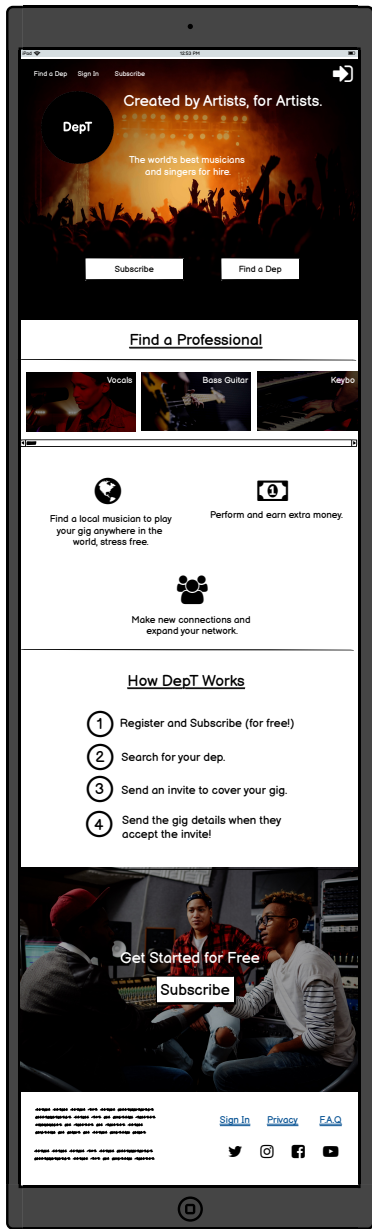 iPad 12:53 PM
Find a Dep Sign In Subscribe
Created by Artists, for Artists.
DepT
The world's best musicians
and singers for hire.
Subscribe Find a Dep
Find a Professional
Vocals Bass Guitar Keybo
Find a local musician to play
your gig anywhere in the
world, stress free.
1
Perform and earn extra money.
Make new connections and
expand your network.
How DepT Works
1 Register and Subscribe (for free!)
2 Search for your dep.
3 Send an invite to cover your gig.
4 Send the gig details when they
accept the invite!
Get Started for Free
Subscribe
Sign In Privacy F.A.Q